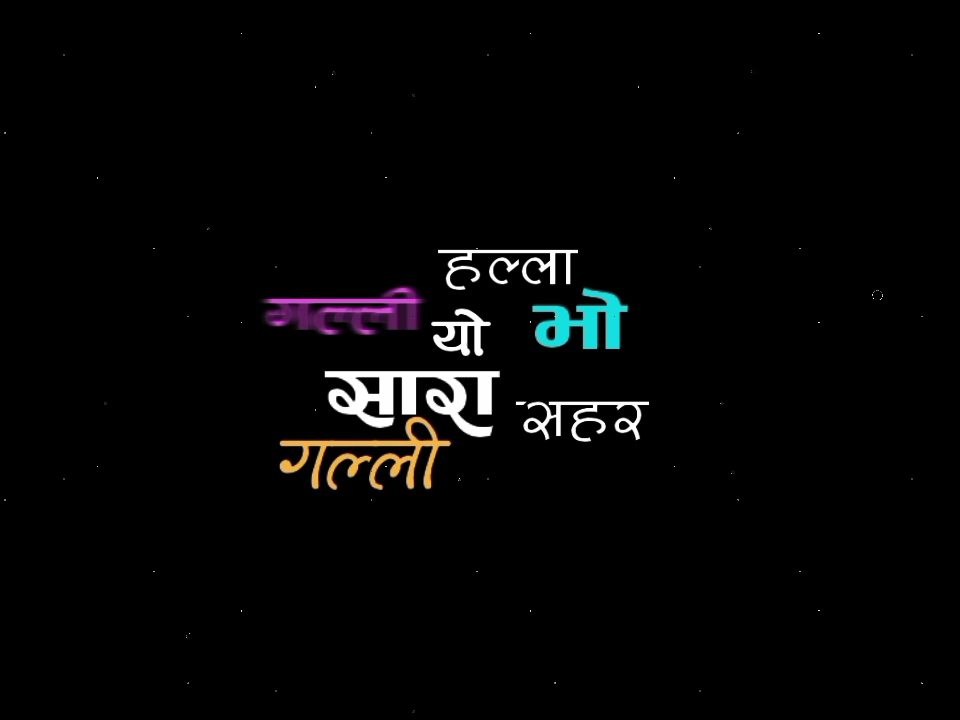 हल्ला
गल्ली यो भो
सारा सहर
गल्ली